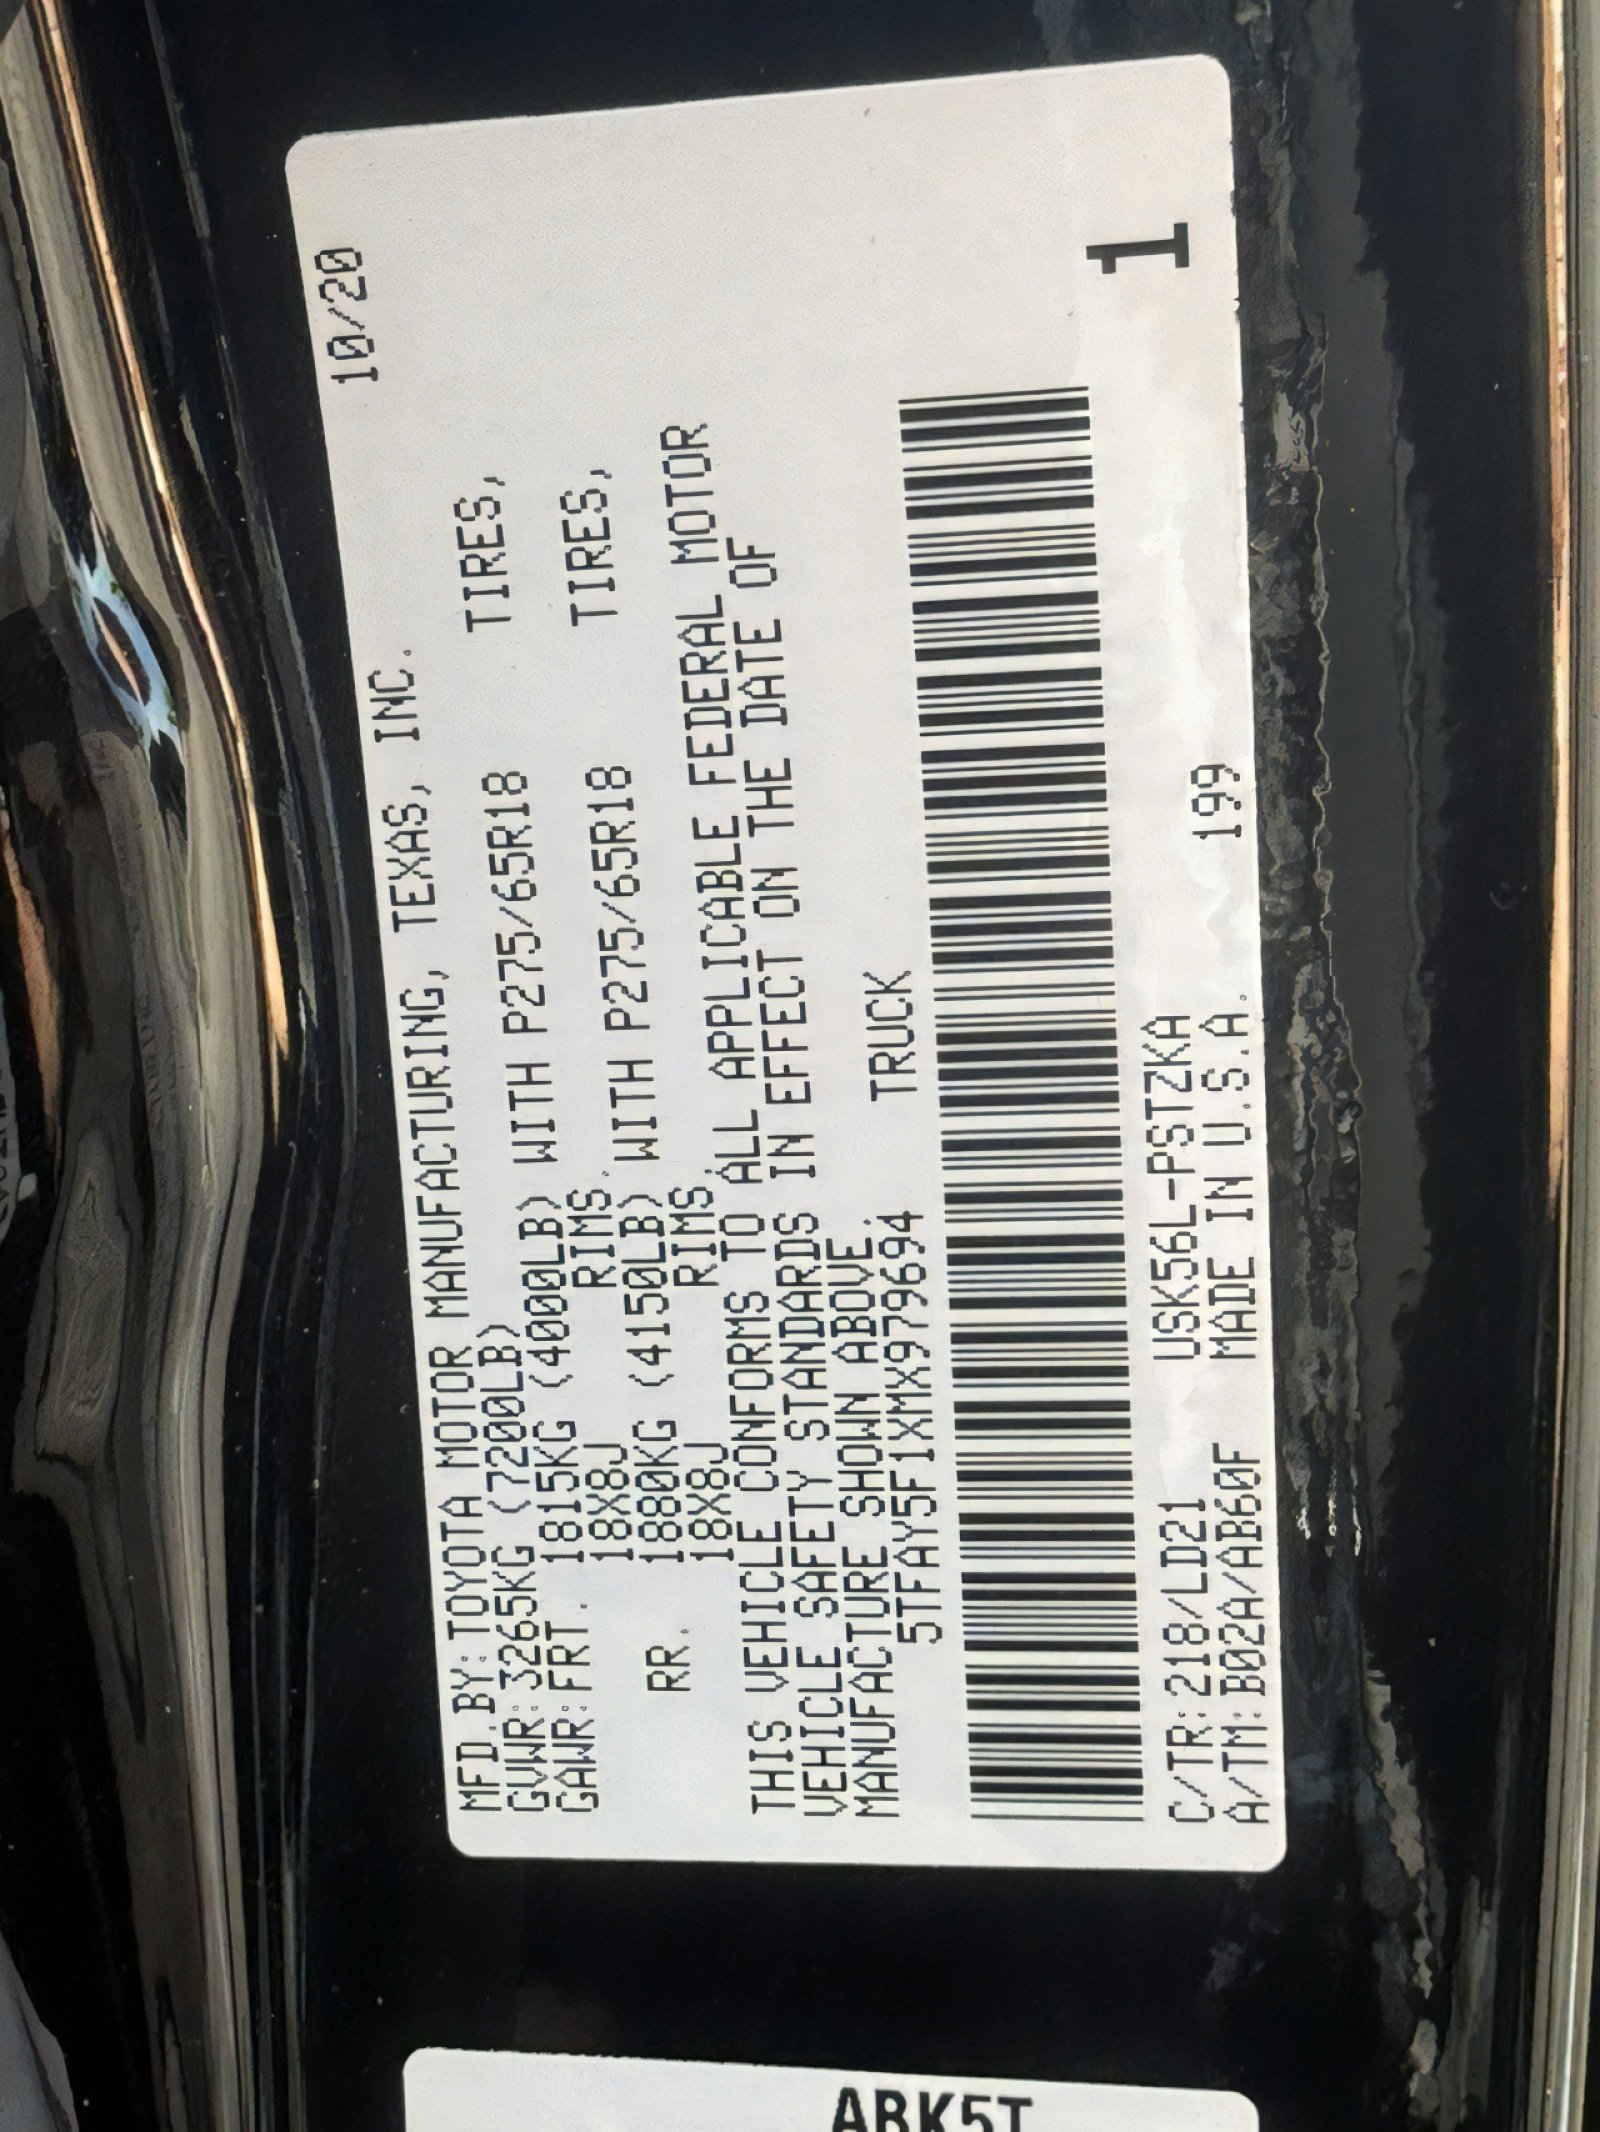 10/20
MFD.BY:TOYOTA MOTOR MANUFACTURING, TEXAS, INC.
GVWR:3265KG (7200LB)
GAWR:FRT. 1815KG (4000LB) WITH P275/65R18 TIRES,
18X8J RIMS.
RR. 1880KG (4150LB) WITH P275/65R18 TIRES,
18X8J RIMS.
THIS VEHICLE CONFORMS TO ALL APPLICABLE FEDERAL MOTOR
VEHICLE SAFETY STANDARDS IN EFFECT ON THE DATE OF
MANUFACTURE SHOWN ABOVE.
5TFAY5F1XMX979694 TRUCK
1
C/TR:218/LD21 USK56L-PSTZKA
A/TM:B02A/AB60F MADE IN U.S.A. 199
ABK5T